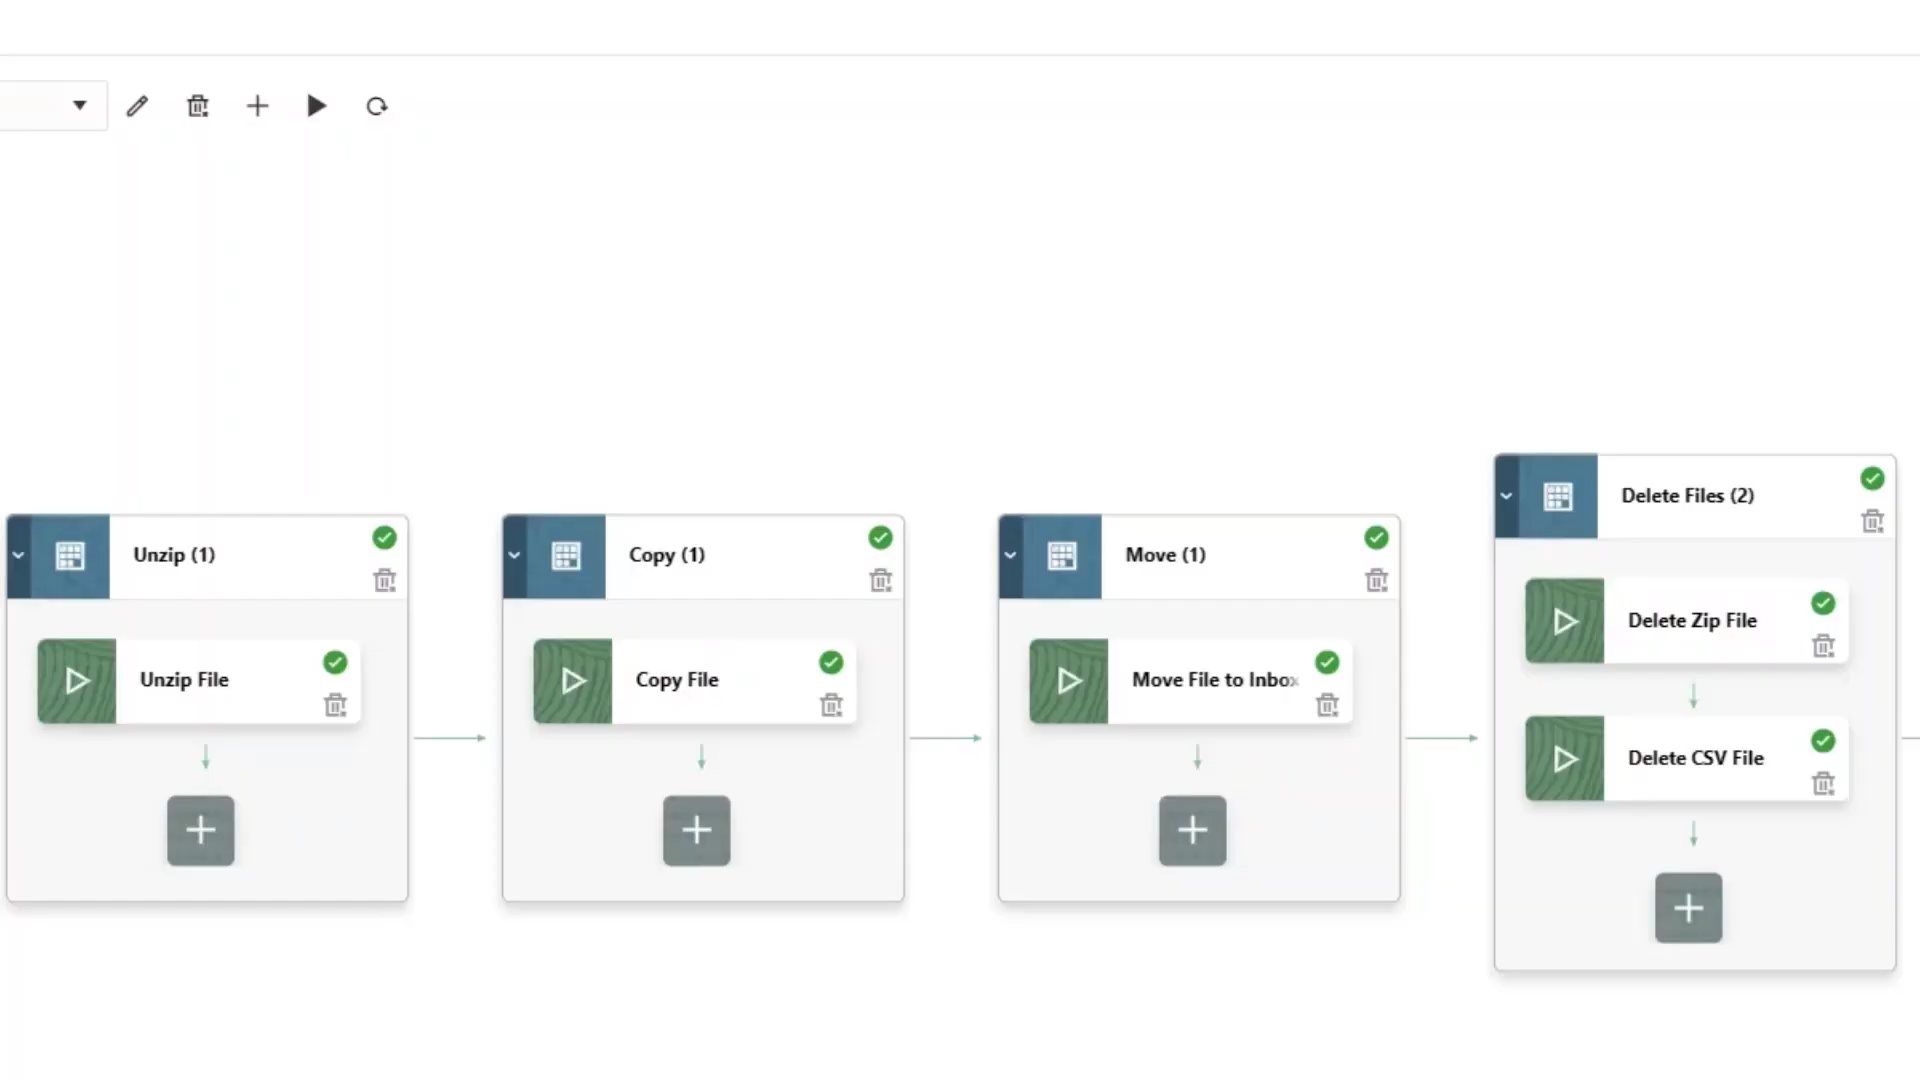 Unzip (1)
Unzip File
Copy (1)
Copy File
Move (1)
Move File to Inbox
Delete Files (2)
Delete Zip File
Delete CSV File